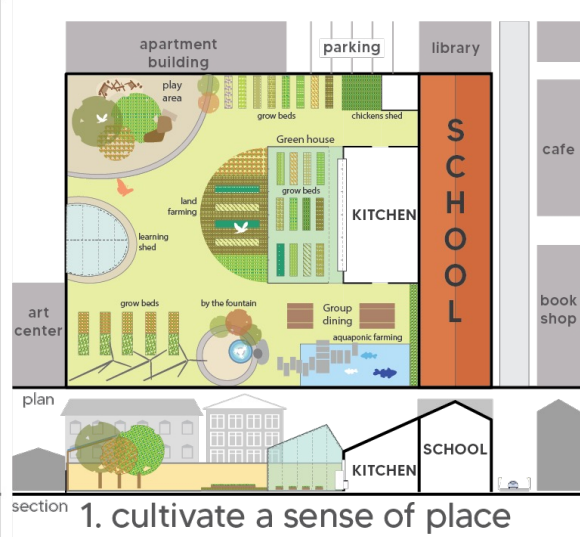 apartment
building
parking
library
play
area
grow beds
chickens shed
Green house
cafe
SCHOOL
grow beds
land
farming
KITCHEN
learning
shed
art
center
grow beds
by the fountain
Group
dining
aquaponic farming
book
shop
plan
SCHOOL
KITCHEN
section
1. cultivate a sense of place